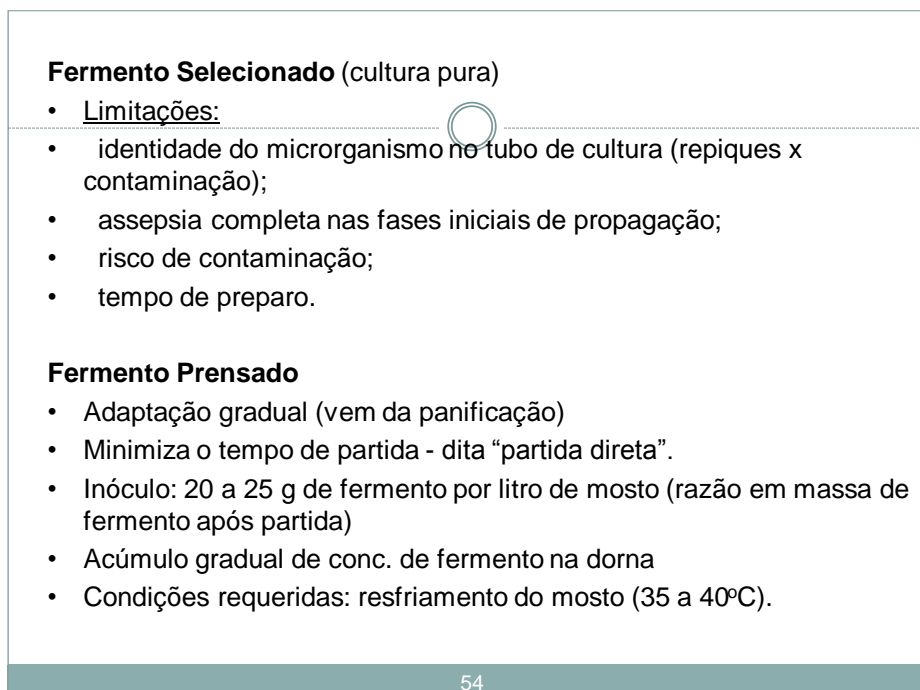 Fermento Selecionado (cultura pura)
• Limitações:
• identidade do microrganismo no tubo de cultura (repiques x
contaminação);
• assepsia completa nas fases iniciais de propagação;
• risco de contaminação;
• tempo de preparo.
Fermento Prensado
• Adaptação gradual (vem da panificação)
• Minimiza o tempo de partida - dita “partida direta”.
• Inóculo: 20 a 25 g de fermento por litro de mosto (razão em massa de
fermento após partida)
• Acúmulo gradual de conc. de fermento na dorna
• Condições requeridas: resfriamento do mosto (35 a 40ºC).
54